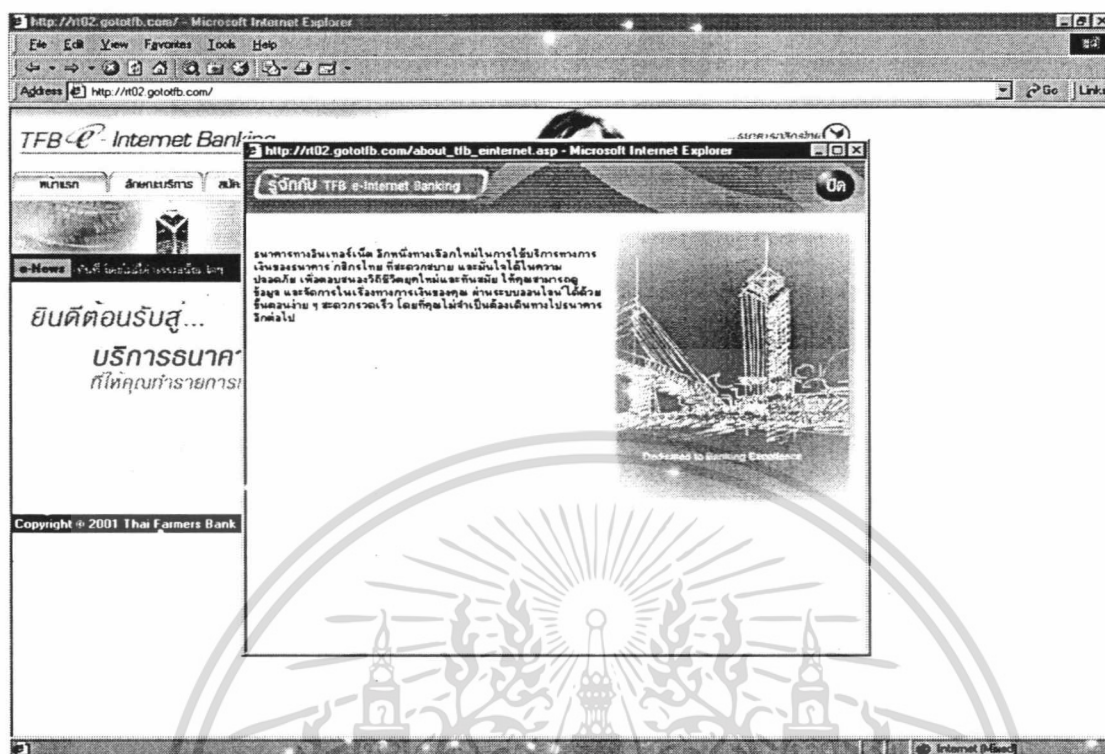 http://rt02.gototfb.com/ - Microsoft Internet Explorer
File Edit View Favorites Tools Help
Address http://rt02.gototfb.com/ Go Links
TFB e - Internet Banking
ธนาคารกสิกรไทย
http://rt02.gototfb.com/about_tfb_einternet.asp - Microsoft Internet Explorer
หน้าแรก ลักษณะบริการ สมัค
รู้จักกับ TFB e-Internet Banking ปิด
e-News
ธนาคารทางอินเทอร์เน็ต อีกหนึ่งทางเลือกใหม่ในการใช้บริการทางการ
เงินของธนาคาร กสิกรไทย ที่สะดวกสบาย และมั่นใจได้ในความ
ปลอดภัย เพื่อตอบสนองวิถีชีวิตยุคใหม่และทันสมัย ให้คุณสามารถดู
ข้อมูล และจัดการในเรื่องทางการเงินของคุณ ผ่านระบบออนไลน์ได้ด้วย
ขั้นตอนง่าย ๆ สะดวกรวดเร็ว โดยที่คุณไม่จำเป็นต้องเดินทางไปธนาคาร
อีกต่อไป
ยินดีต้อนรับสู่...
บริการธนาคา
ที่ให้คุณทำรายการเ
Dedicated to Banking Excellence
Copyright © 2001 Thai Farmers Bank
Internet (Mixed)